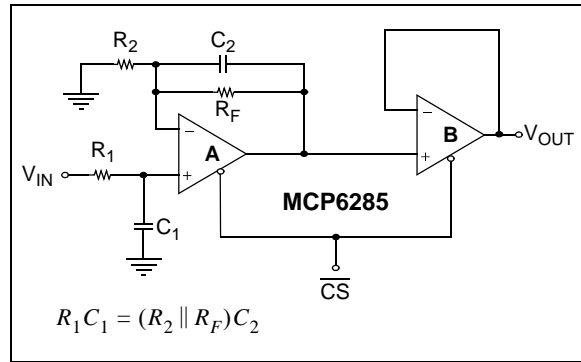 R2
C2
RF
R1
A
B
VIN
VOUT
−
+
−
+
C1
MCP6285
CS
R1C1 = (R2 || RF)C2